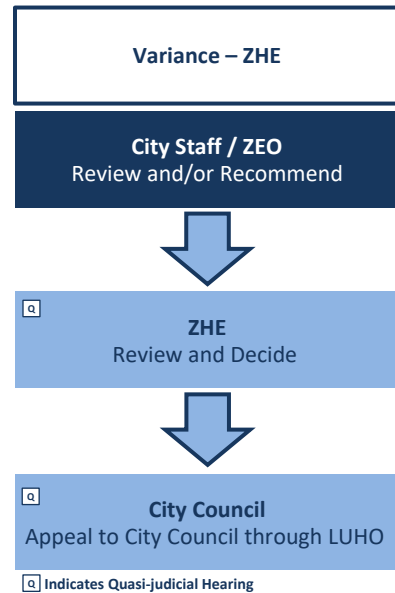 Variance – ZHE
City Staff / ZEO
Review and/or Recommend
Q
ZHE
Review and Decide
Q
City Council
Appeal to City Council through LUHO
Q Indicates Quasi-judicial Hearing